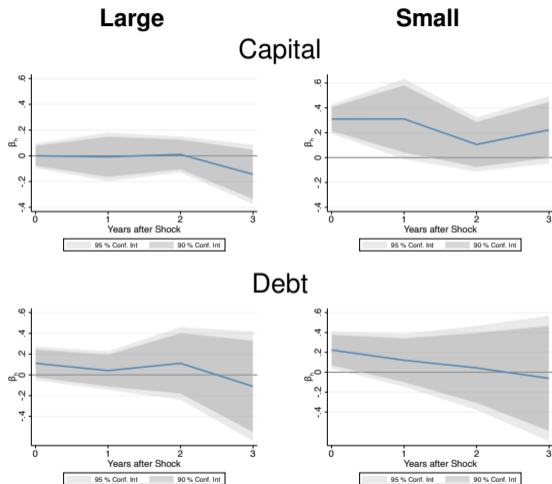 Large Small
Capital
.6 .4 .2 0 -.2 -.4
βh
0 1 2 3
Years after Shock
95 % Conf. Int 90 % Conf. Int
.6 .4 .2 0 -.2 -.4
βh
0 1 2 3
Years after Shock
95 % Conf. Int 90 % Conf. Int
Debt
.6 .4 .2 0 -.2 -.4
βh
0 1 2 3
Years after Shock
95 % Conf. Int 90 % Conf. Int
.6 .4 .2 0 -.2 -.4
βh
0 1 2 3
Years after Shock
95 % Conf. Int 90 % Conf. Int